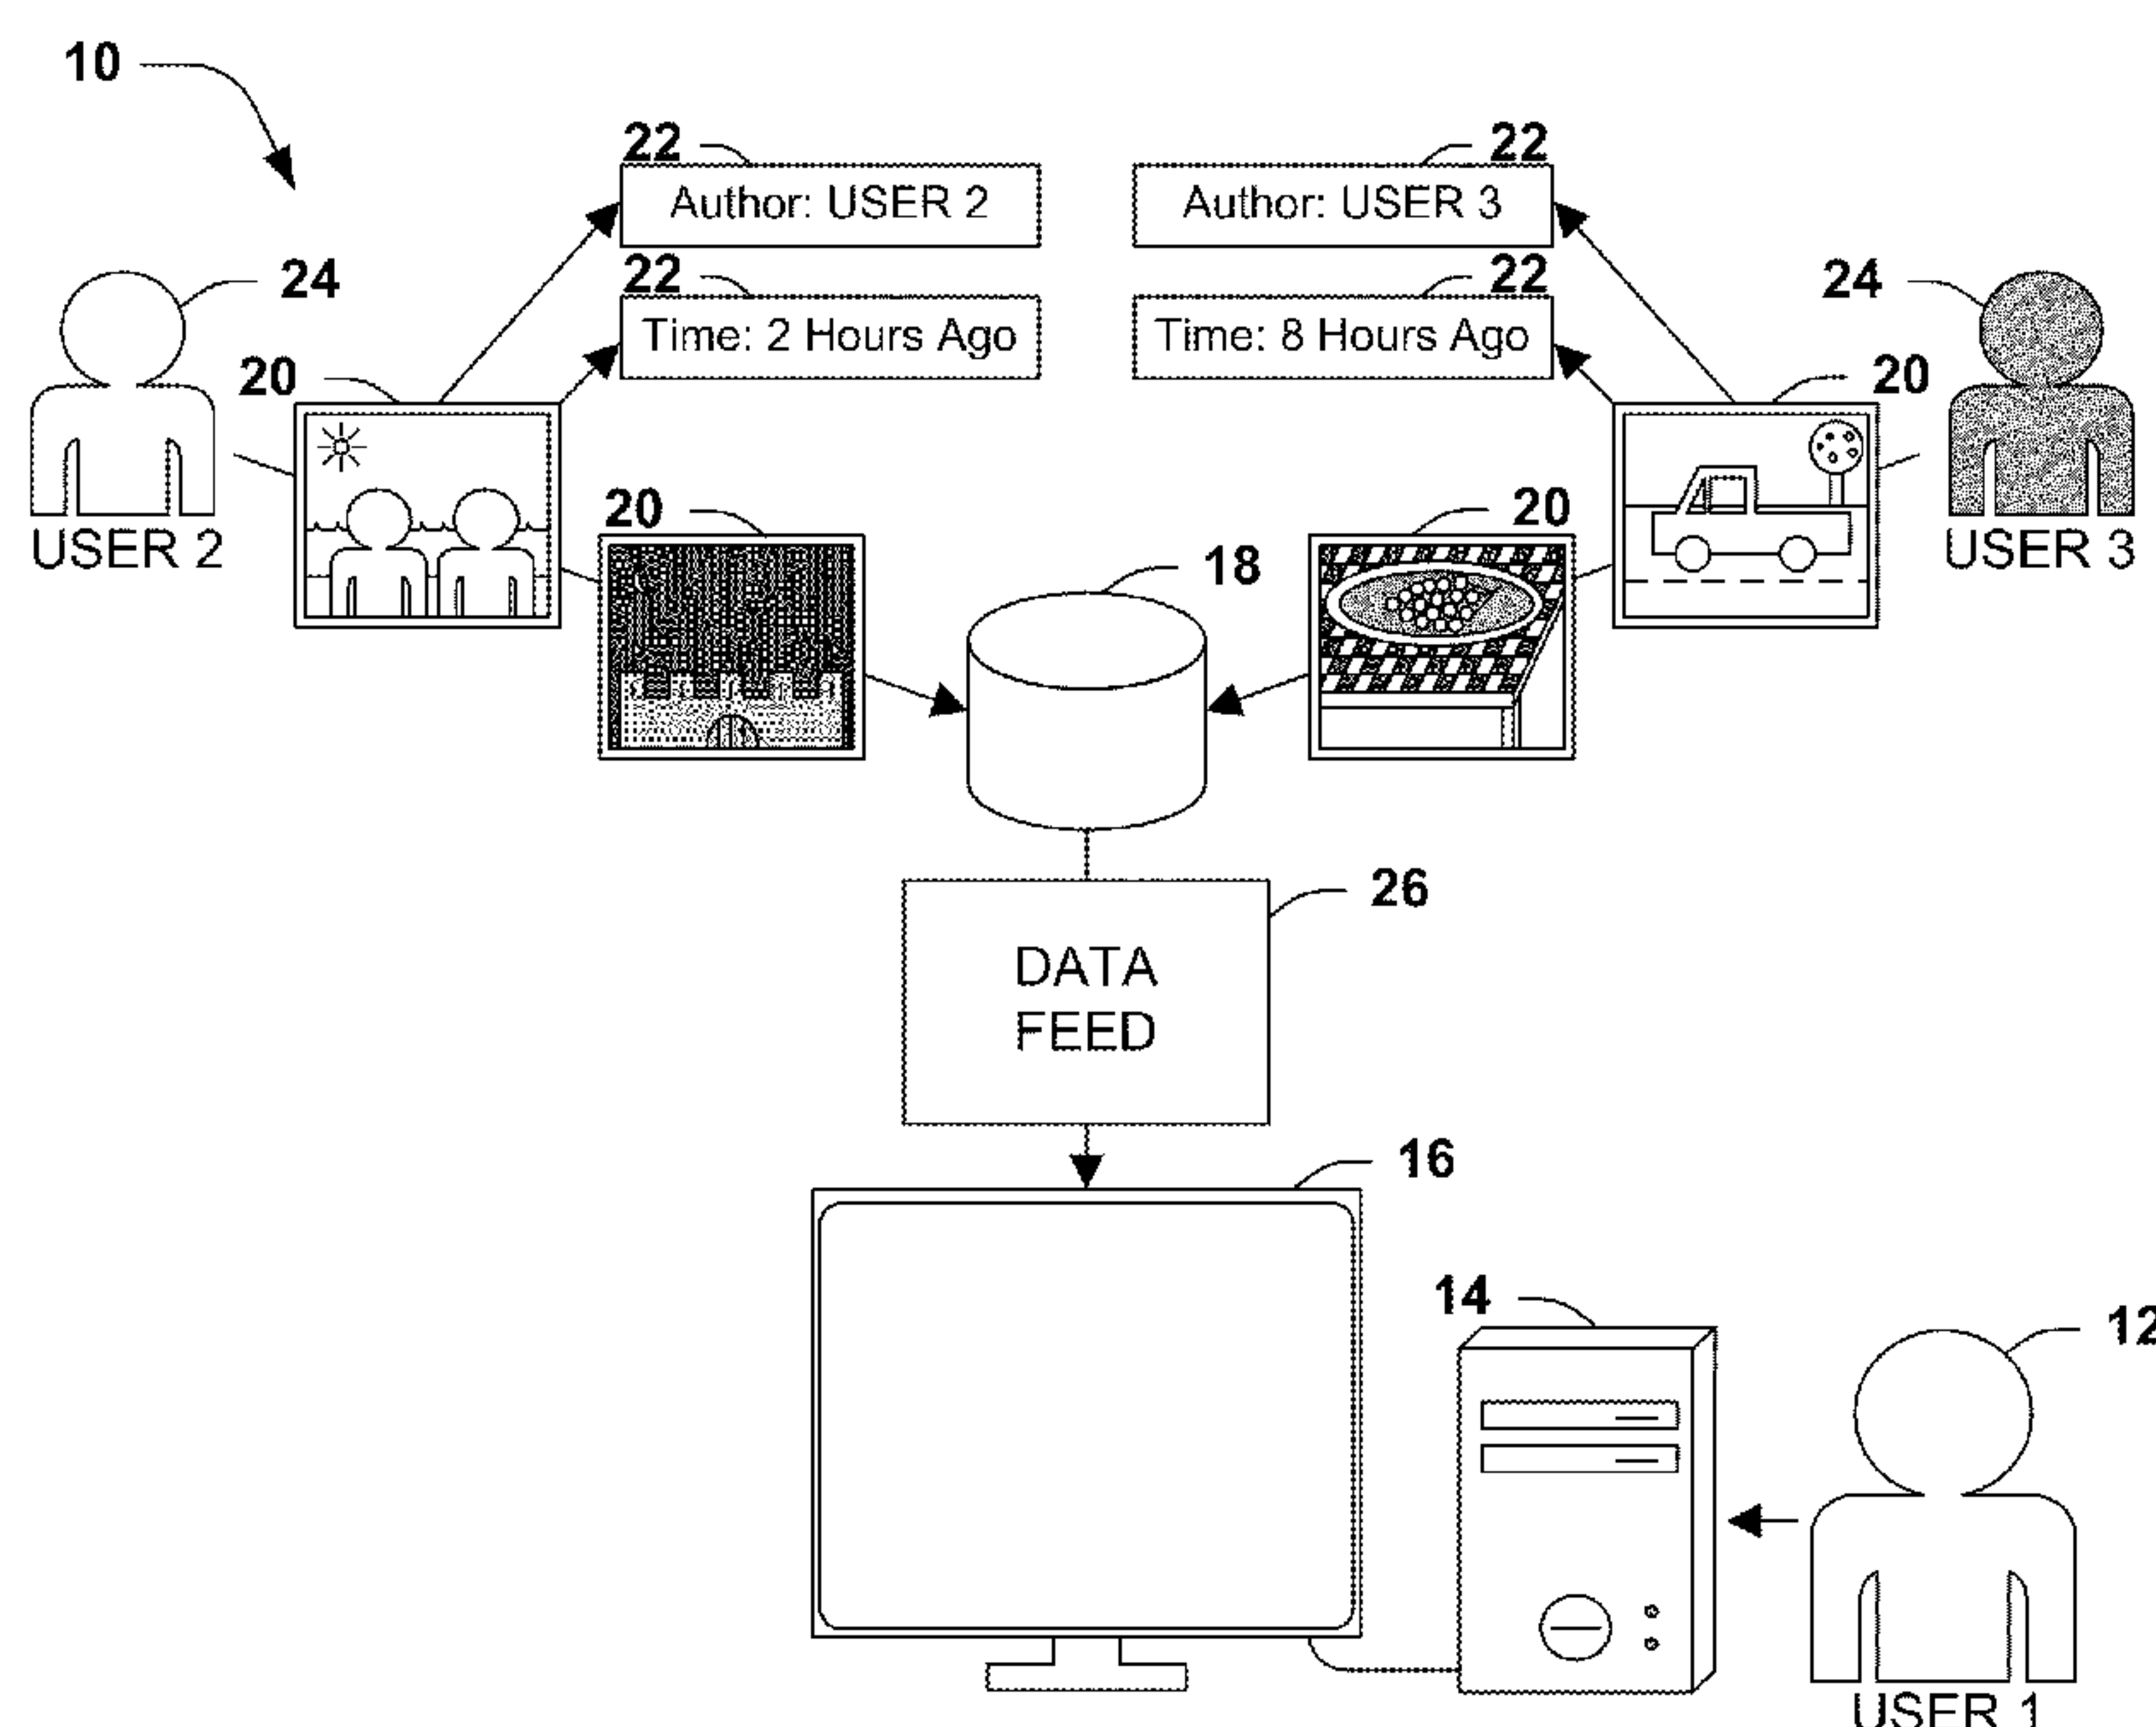 10
22
22
Author: USER 2
Author: USER 3
22
22
24
24
Time: 2 Hours Ago
Time: 8 Hours Ago
20
20
USER 2
20
20
USER 3
18
26
DATA
FEED
16
14
12
USER 1